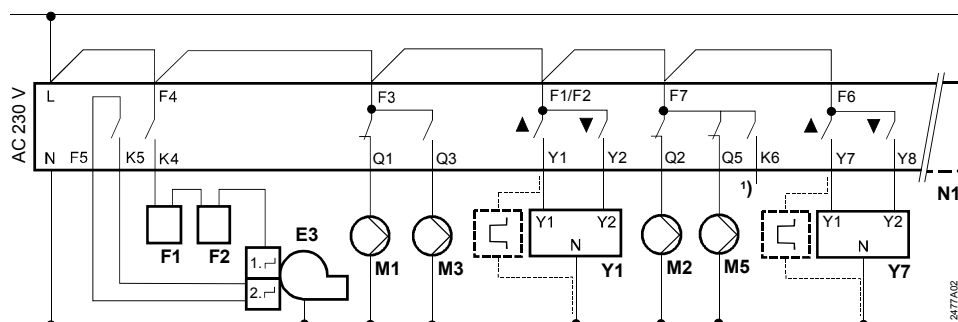 AC 230 V
L F4 F3 F1/F2 F7 F6
N F5 K5 K4 Q1 Q3 Y1 Y2 Q2 Q5 K6 Y7 Y8
1)
N1
Y1 Y2 Y1 Y2
N N
F1 F2 E3 M1 M3 Y1 M2 M5 Y7
1.
2.
2477A02